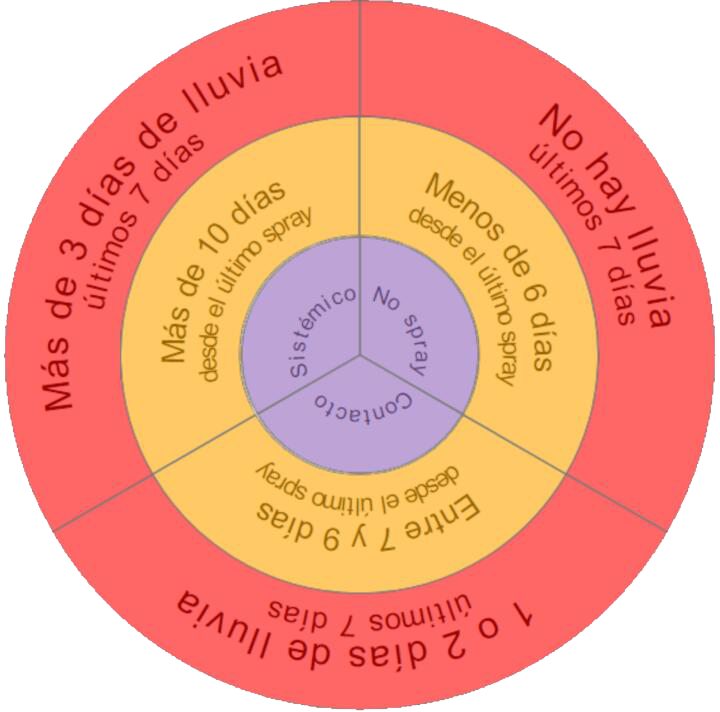 Más de 3 días de lluvia
últimos 7 días
No hay lluvia
últimos 7 días
1 o 2 días de lluvia
últimos 7 días
Más de 10 días
desde el último spray
Menos de 6 días
desde el último spray
Entre 7 y 9 días
desde el último spray
Sistémico
No spray
Contacto